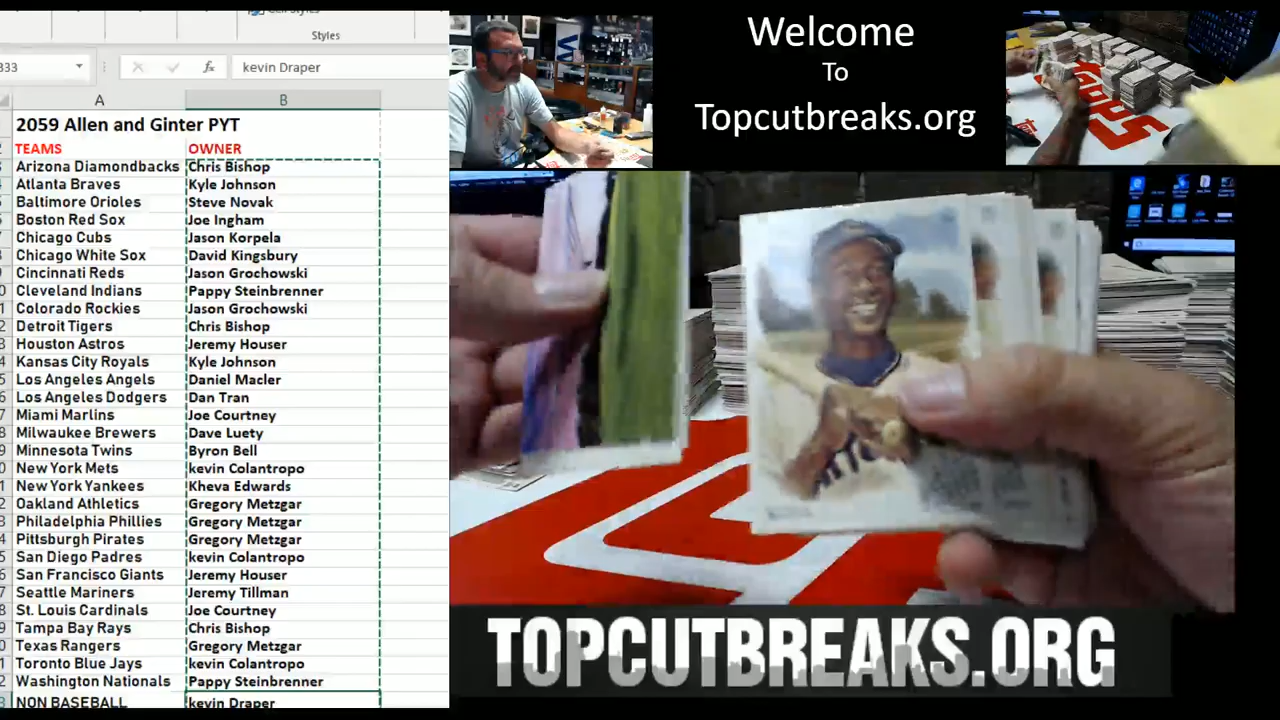 Styles
333
fx
kevin Draper
A
B
2059 Allen and Ginter PYT
TEAMS OWNER
Arizona Diamondbacks Chris Bishop
Atlanta Braves Kyle Johnson
Baltimore Orioles Steve Novak
Boston Red Sox Joe Ingham
Chicago Cubs Jason Korpela
Chicago White Sox David Kingsbury
Cincinnati Reds Jason Grochowski
Cleveland Indians Pappy Steinbrenner
Colorado Rockies Jason Grochowski
Detroit Tigers Chris Bishop
Houston Astros Jeremy Houser
Kansas City Royals Kyle Johnson
Los Angeles Angels Daniel Macler
Los Angeles Dodgers Dan Tran
Miami Marlins Joe Courtney
Milwaukee Brewers Dave Luety
Minnesota Twins Byron Bell
New York Mets kevin Colantropo
New York Yankees Kheva Edwards
Oakland Athletics Gregory Metzgar
Philadelphia Phillies Gregory Metzgar
Pittsburgh Pirates Gregory Metzgar
San Diego Padres kevin Colantropo
San Francisco Giants Jeremy Houser
Seattle Mariners Jeremy Tillman
St. Louis Cardinals Joe Courtney
Tampa Bay Rays Chris Bishop
Texas Rangers Gregory Metzgar
Toronto Blue Jays kevin Colantropo
Washington Nationals Pappy Steinbrenner
NON BASEBALL kevin Draper
Welcome
To
Topcutbreaks.org
TOPPS
TOPCUTBREAKS.ORG